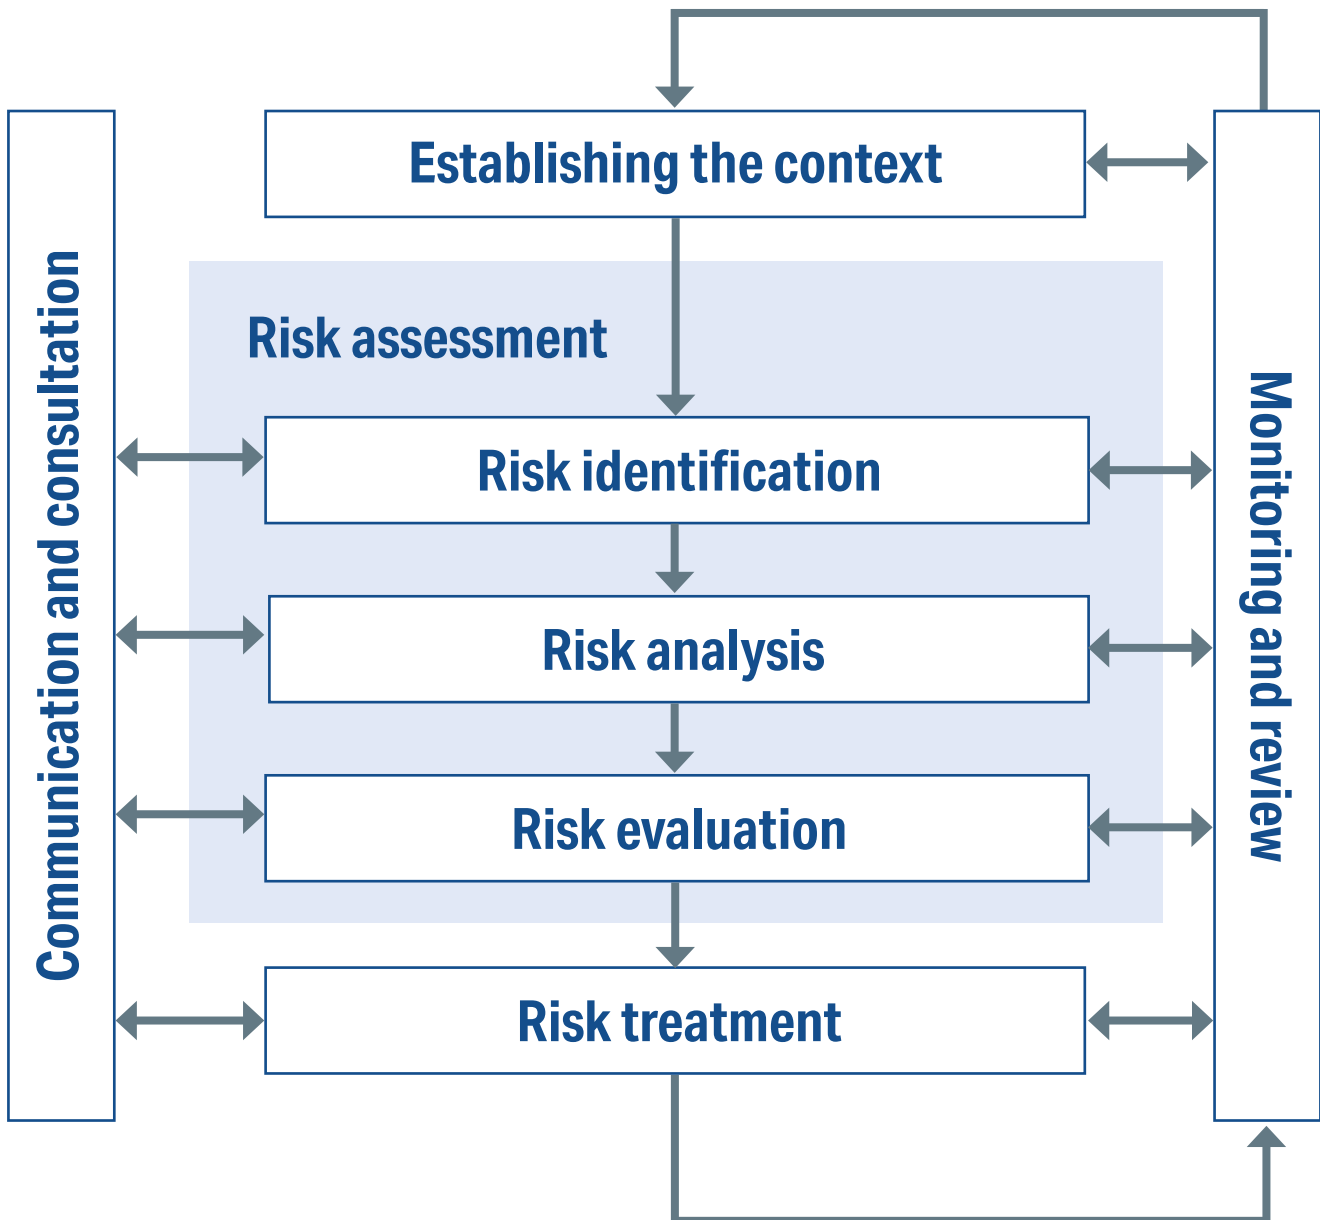 Establishing the context
Communication and consultation
Risk assessment
Risk identification
Risk analysis
Risk evaluation
Risk treatment
Monitoring and review